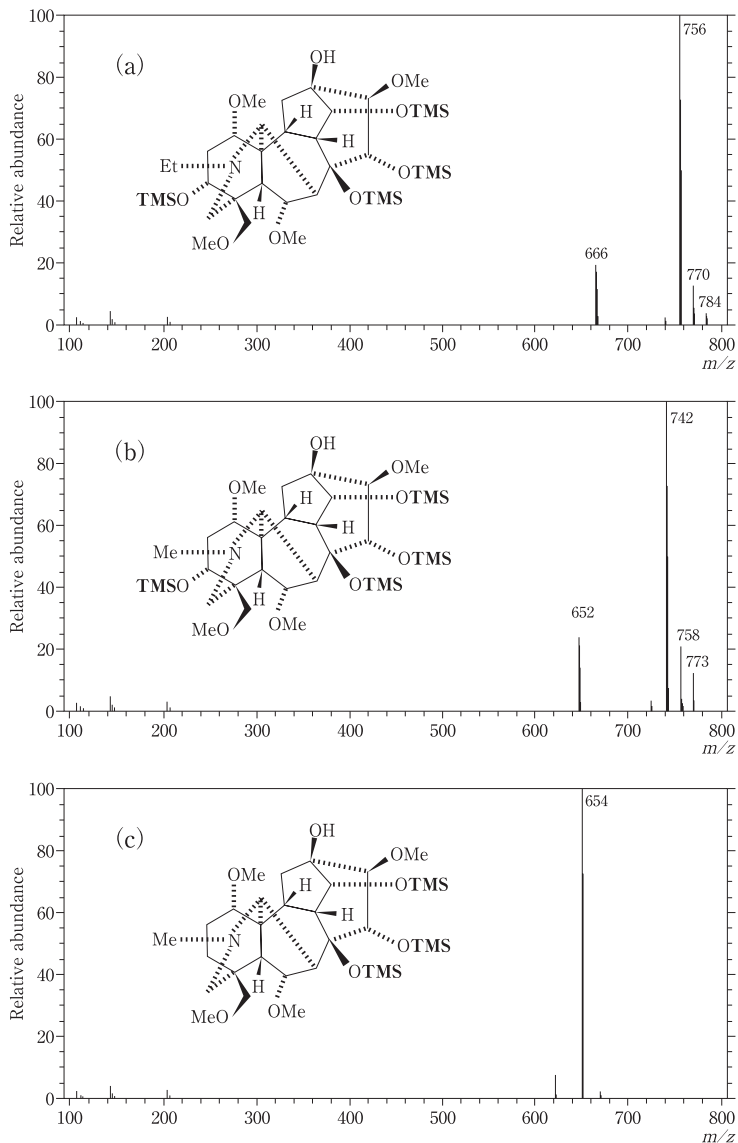 Relative abundance
100
80
60
40
20
0
(a)
OH
OMe
OTMS
OMe
H
H
Et
N
OTMS
TMSO
OTMS
H
MeO
OMe
756
666
770
784
100 200 300 400 500 600 700 800
m/z
Relative abundance
100
80
60
40
20
0
(b)
OH
OMe
OMe
H
OTMS
H
Me
N
OTMS
TMSO
OTMS
H
MeO
OMe
742
652
758
773
100 200 300 400 500 600 700 800
m/z
Relative abundance
100
80
60
40
20
0
(c)
OH
OMe
OMe
H
OTMS
H
Me
N
OTMS
OTMS
H
MeO
OMe
654
100 200 300 400 500 600 700 800
m/z